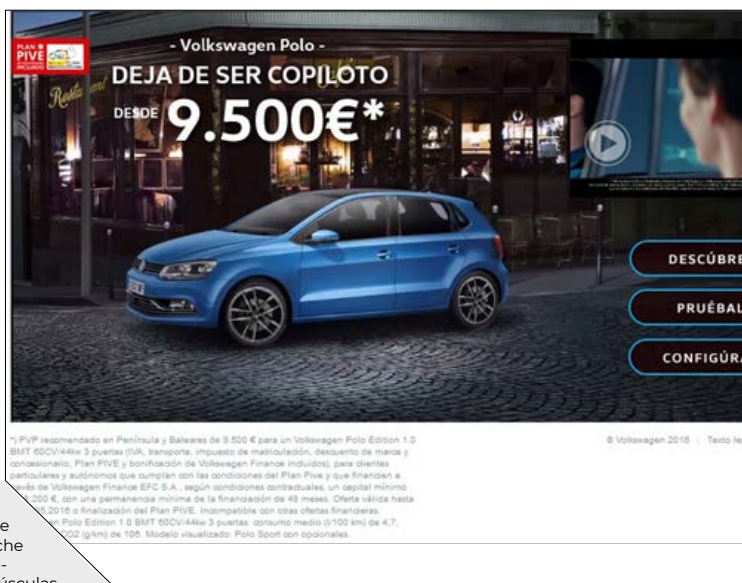 PLAN
PIVE
INCLUIDO
- Volkswagen Polo -
DEJA DE SER COPILOTO
DESDE 9.500€*
Restaurant
DESCÚBRE
PRUÉBAL
CONFIGÚRA
*) PVP recomendado en Península y Baleares de 9.500 € para un Volkswagen Polo Edition 1.0
BMT 60CV/44kw 3 puertas (IVA, transporte, impuesto de matriculación, descuento de marca y
concesionario, Plan PIVE y bonificación de Volkswagen Finance incluidos), para clientes
particulares y autónomos que cumplan con las condiciones del Plan Pive y que financien a
través de Volkswagen Finance EFC S.A., según condiciones contractuales, un capital mínimo
.200 €, con una permanencia mínima de la financiación de 48 meses. Oferta válida hasta
.2016 o finalización del Plan PIVE. Incompatible con otras ofertas financieras.
en Polo Edition 1.0 BMT 60CV/44kw 3 puertas: consumo medio (l/100 km) de 4,7;
CO2 (g/km) de 106. Modelo visualizado: Polo Sport con opcionales.
© Volkswagen 2016 | Texto le
e
che
-
úsculas